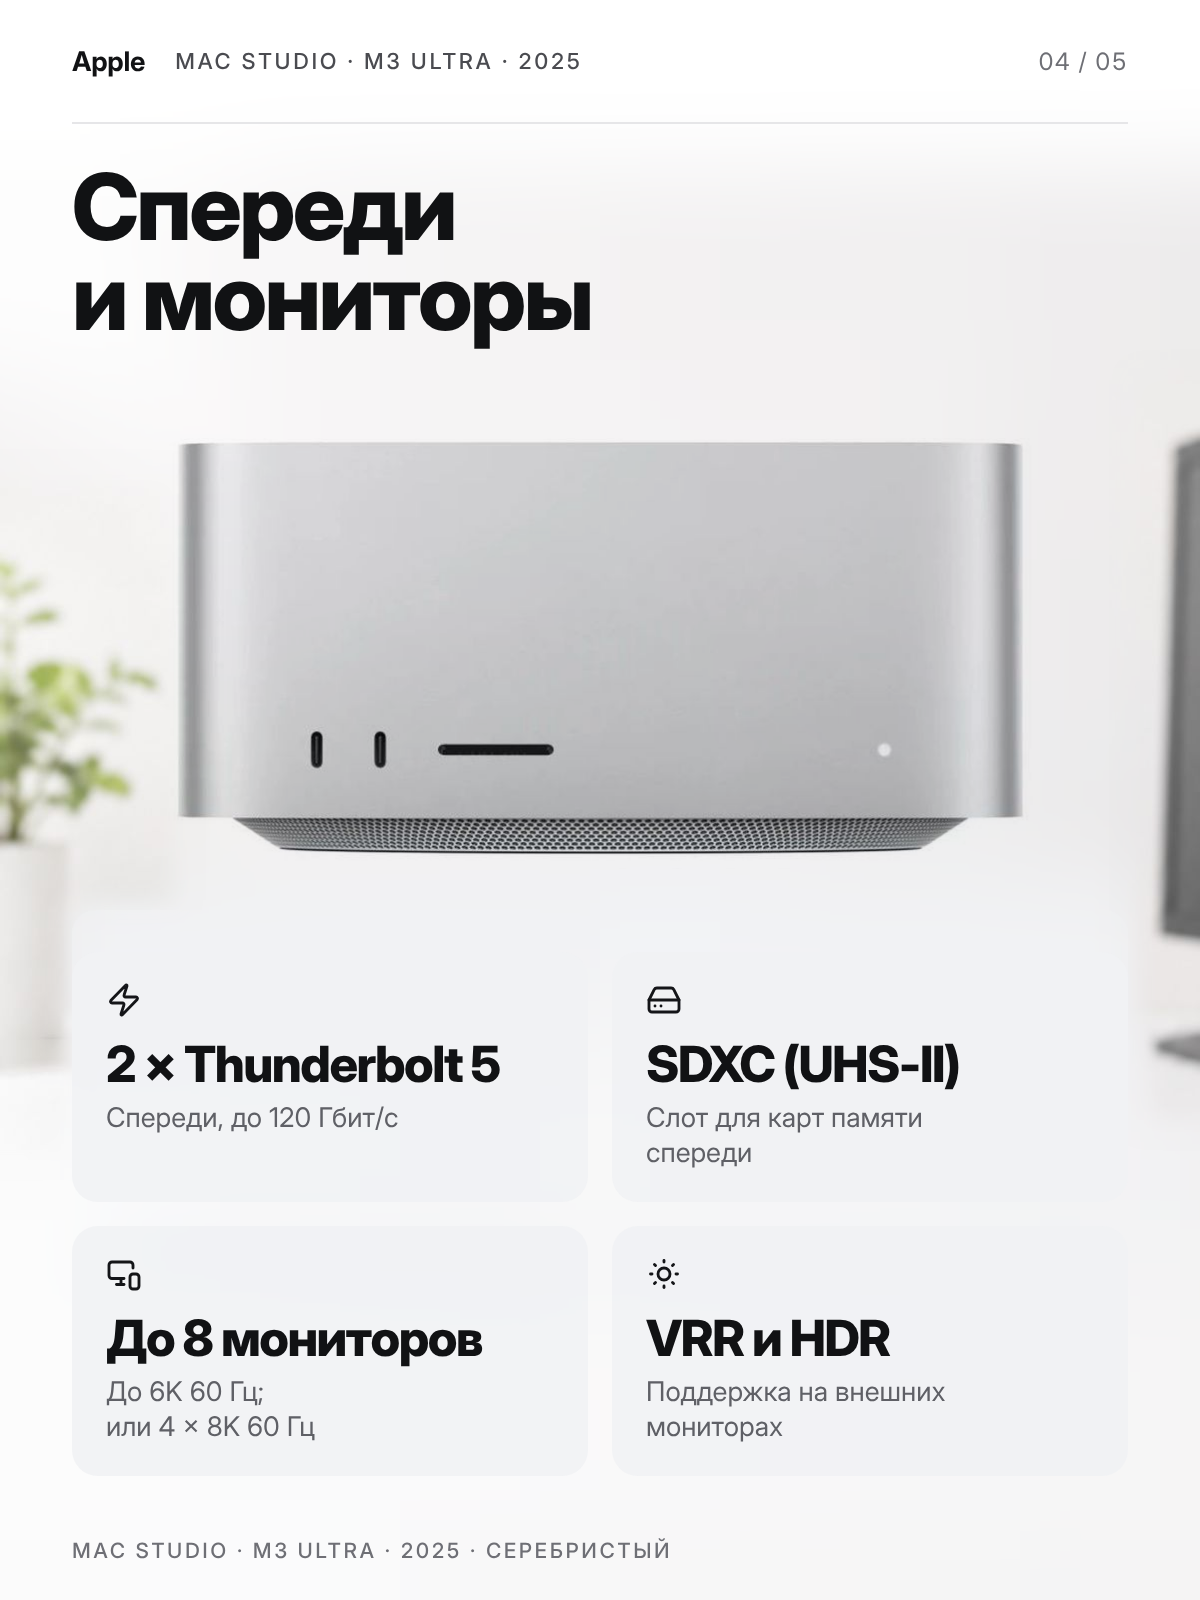 Apple MAC STUDIO · M3 ULTRA · 2025 04 / 05
Спереди
и мониторы
2 × Thunderbolt 5
Спереди, до 120 Гбит/с
SDXC (UHS-II)
Слот для карт памяти
спереди
До 8 мониторов
До 6K 60 Гц;
или 4 × 8K 60 Гц
VRR и HDR
Поддержка на внешних
мониторах
MAC STUDIO · M3 ULTRA · 2025 · СЕРЕБРИСТЫЙ